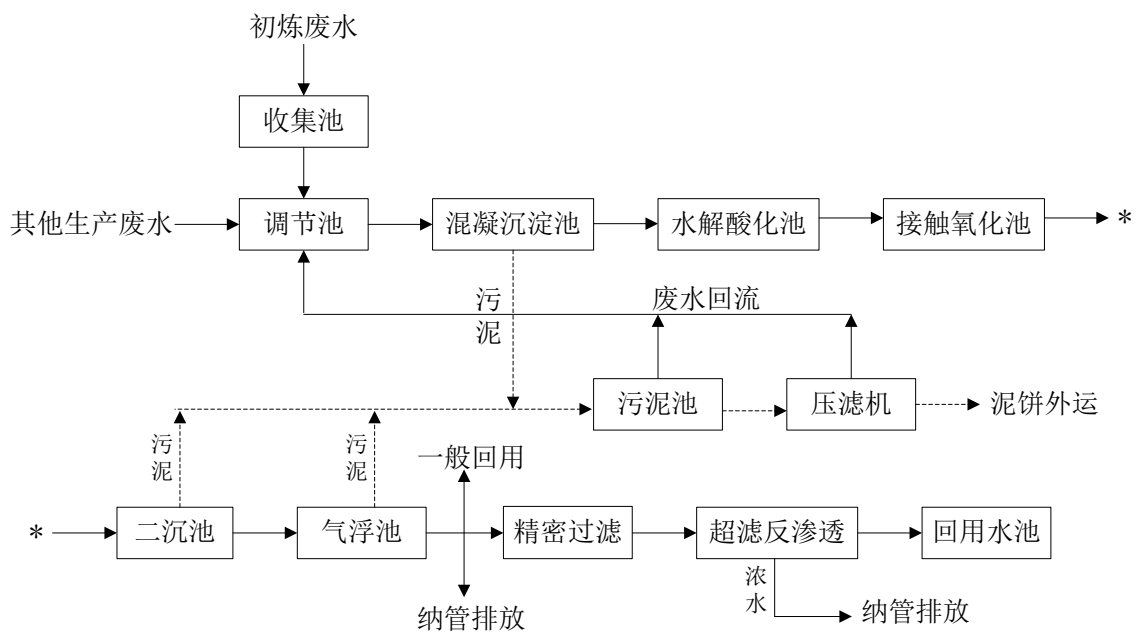 初炼废水
收集池
其他生产废水
调节池
混凝沉淀池
水解酸化池
接触氧化池
*
污泥
废水回流
污泥池
压滤机
泥饼外运
污泥
污泥
一般回用
*
二沉池
气浮池
精密过滤
超滤反渗透
回用水池
浓水
纳管排放
纳管排放